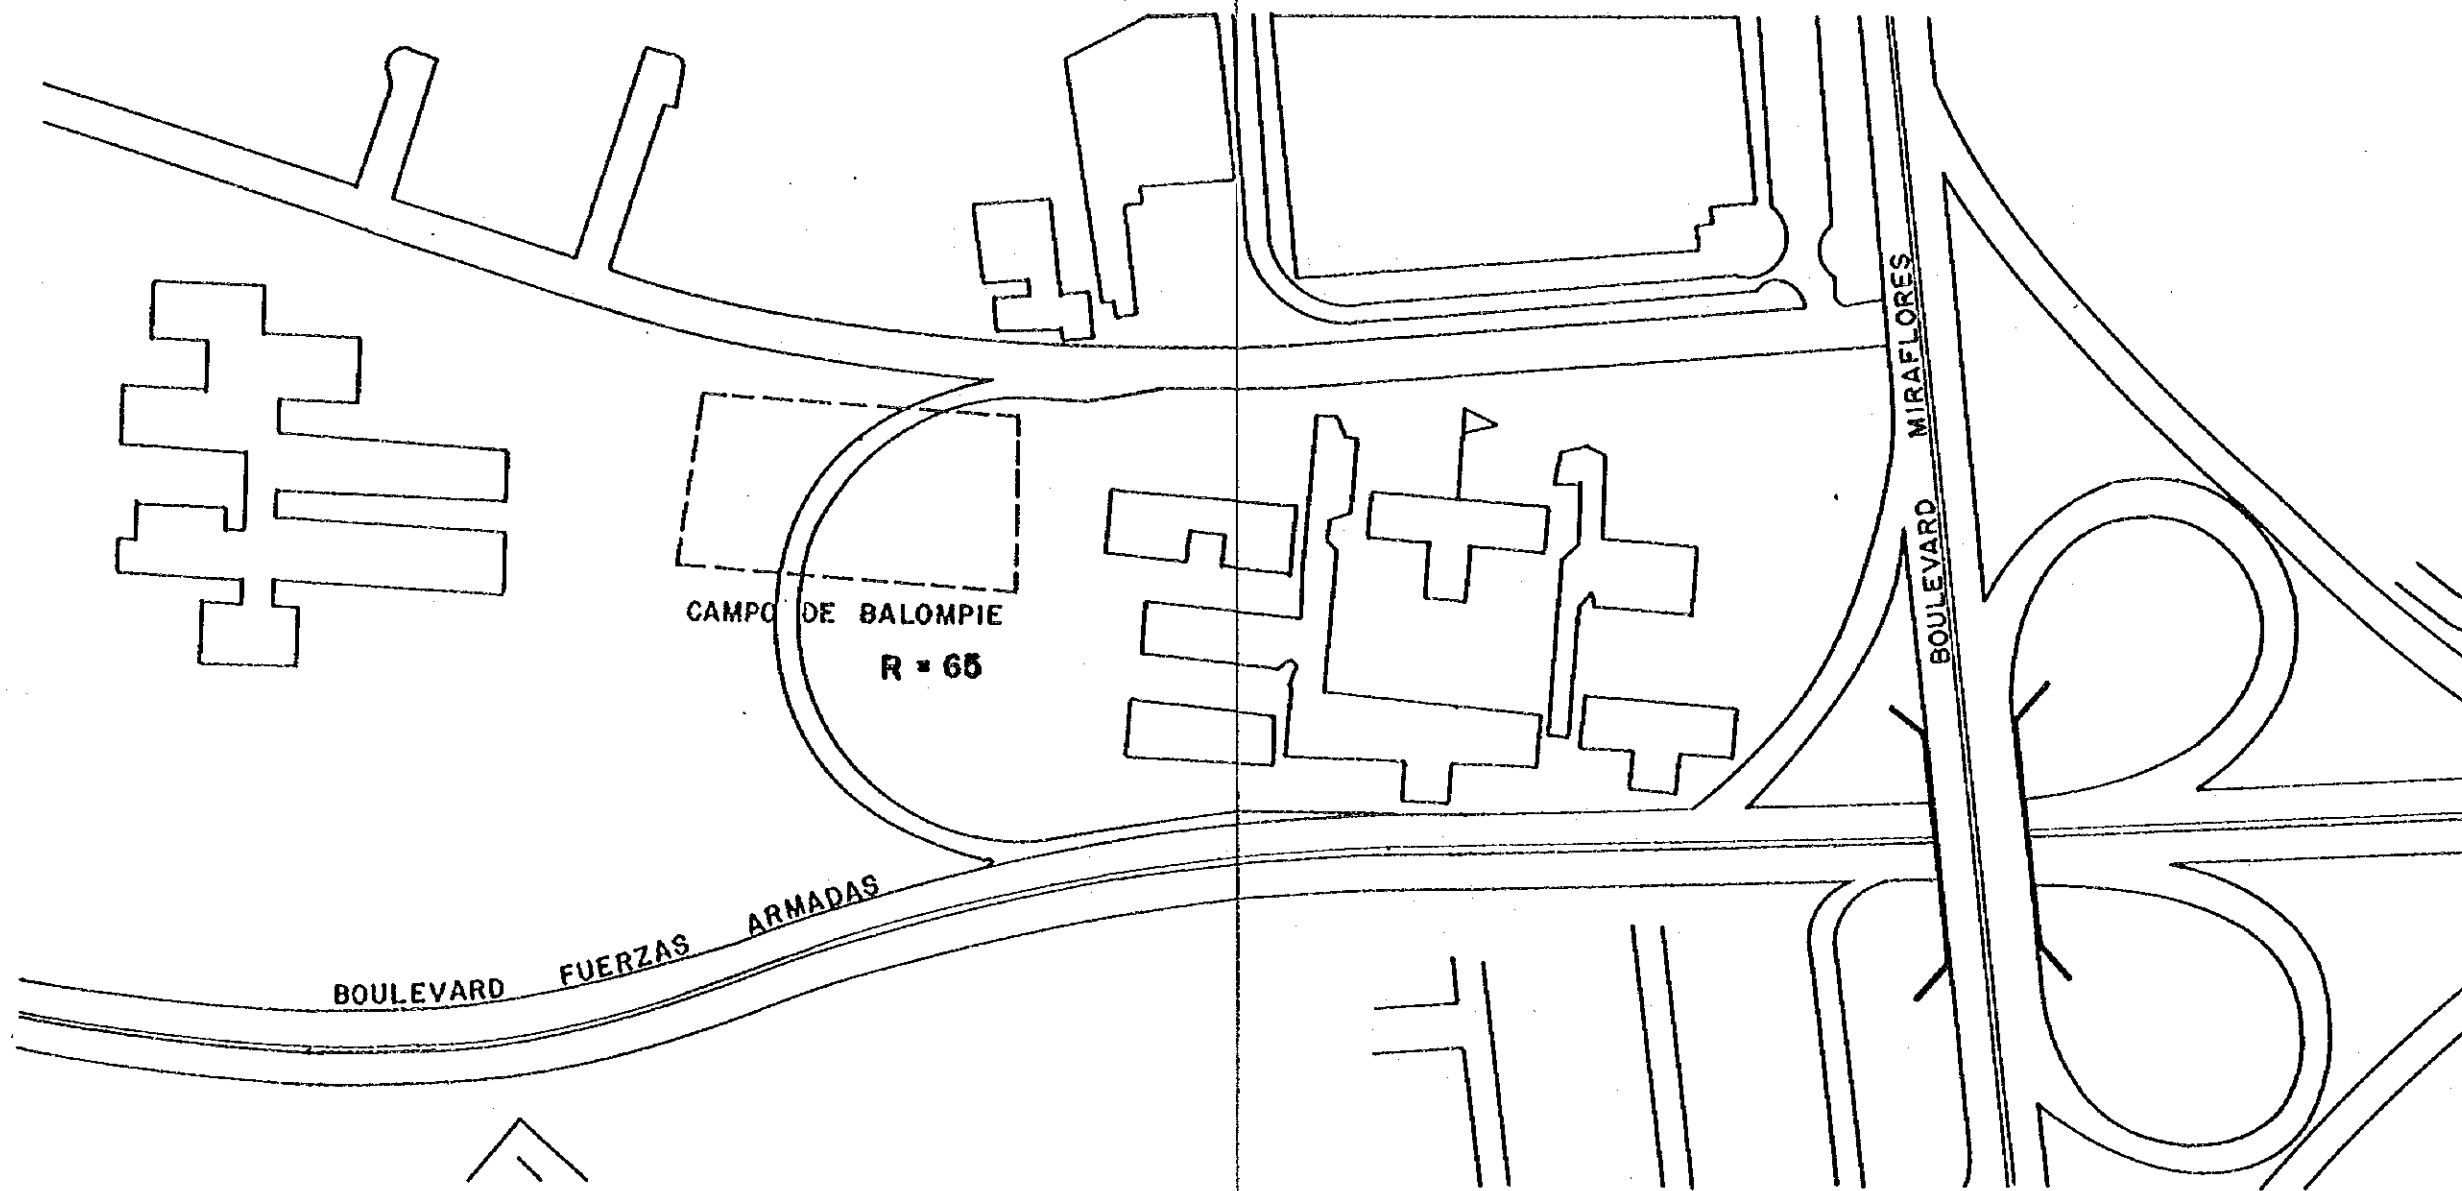 BOULEVARD MIRAFLORES
CAMPO DE BALOMPIE
R = 65
BOULEVARD FUERZAS ARMADAS